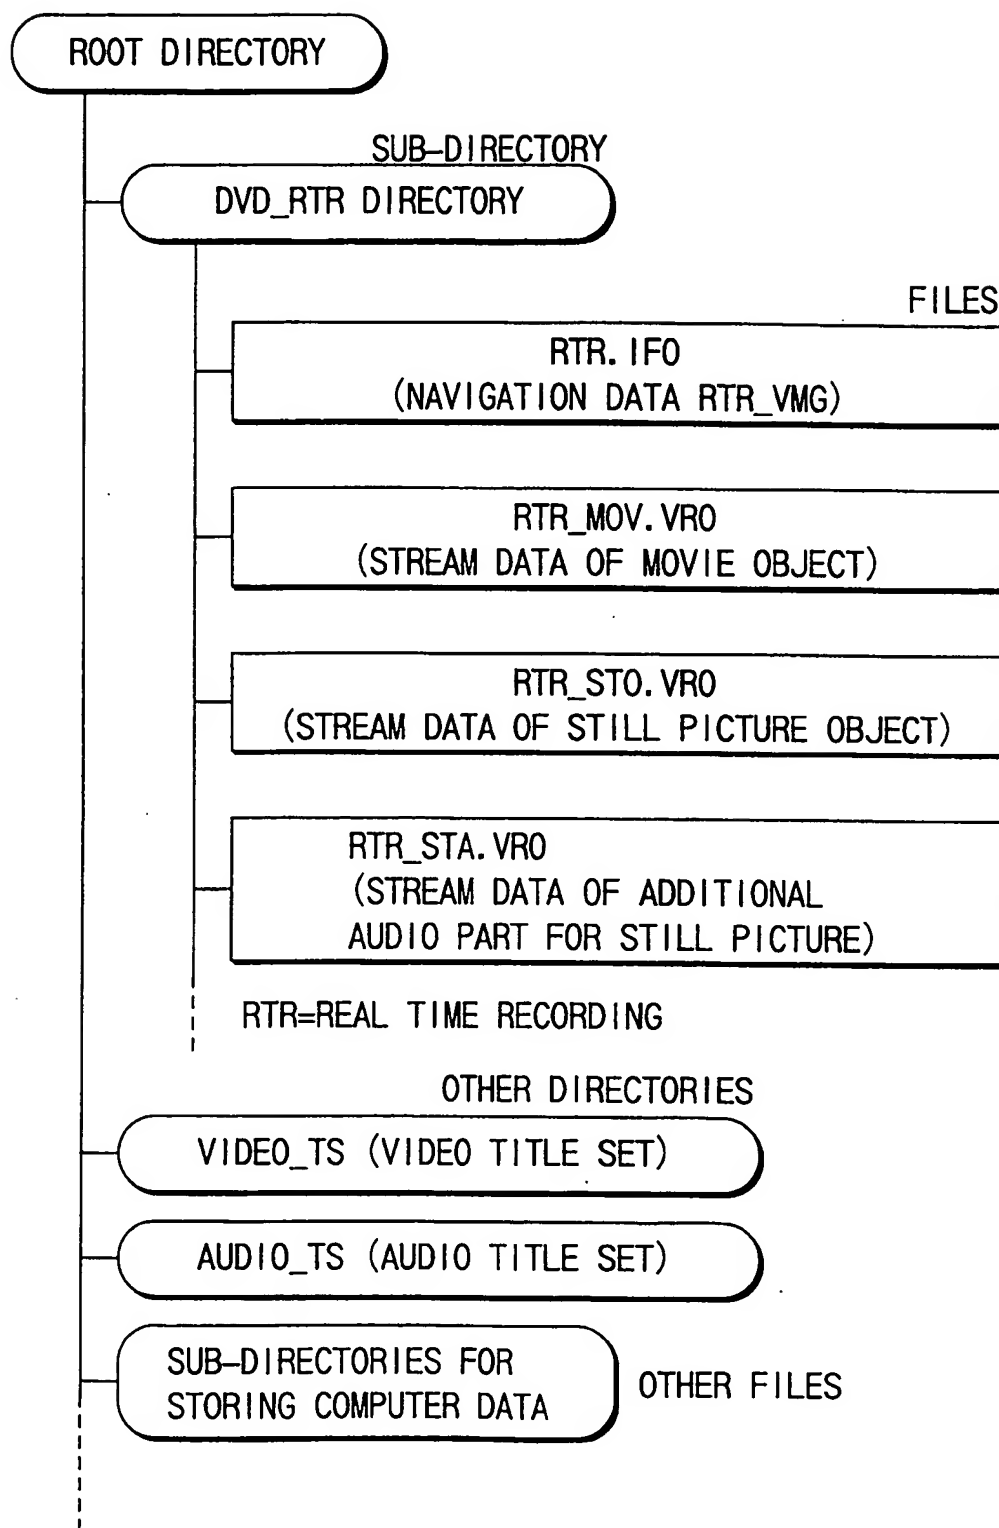 ROOT DIRECTORY
SUB-DIRECTORY
DVD_RTR DIRECTORY
FILES
RTR.IFO
(NAVIGATION DATA RTR_VMG)
RTR_MOV.VRO
(STREAM DATA OF MOVIE OBJECT)
RTR_STO.VRO
(STREAM DATA OF STILL PICTURE OBJECT)
RTR_STA.VRO
(STREAM DATA OF ADDITIONAL
AUDIO PART FOR STILL PICTURE)
RTR=REAL TIME RECORDING
OTHER DIRECTORIES
VIDEO_TS (VIDEO TITLE SET)
AUDIO_TS (AUDIO TITLE SET)
SUB-DIRECTORIES FOR
STORING COMPUTER DATA
OTHER FILES